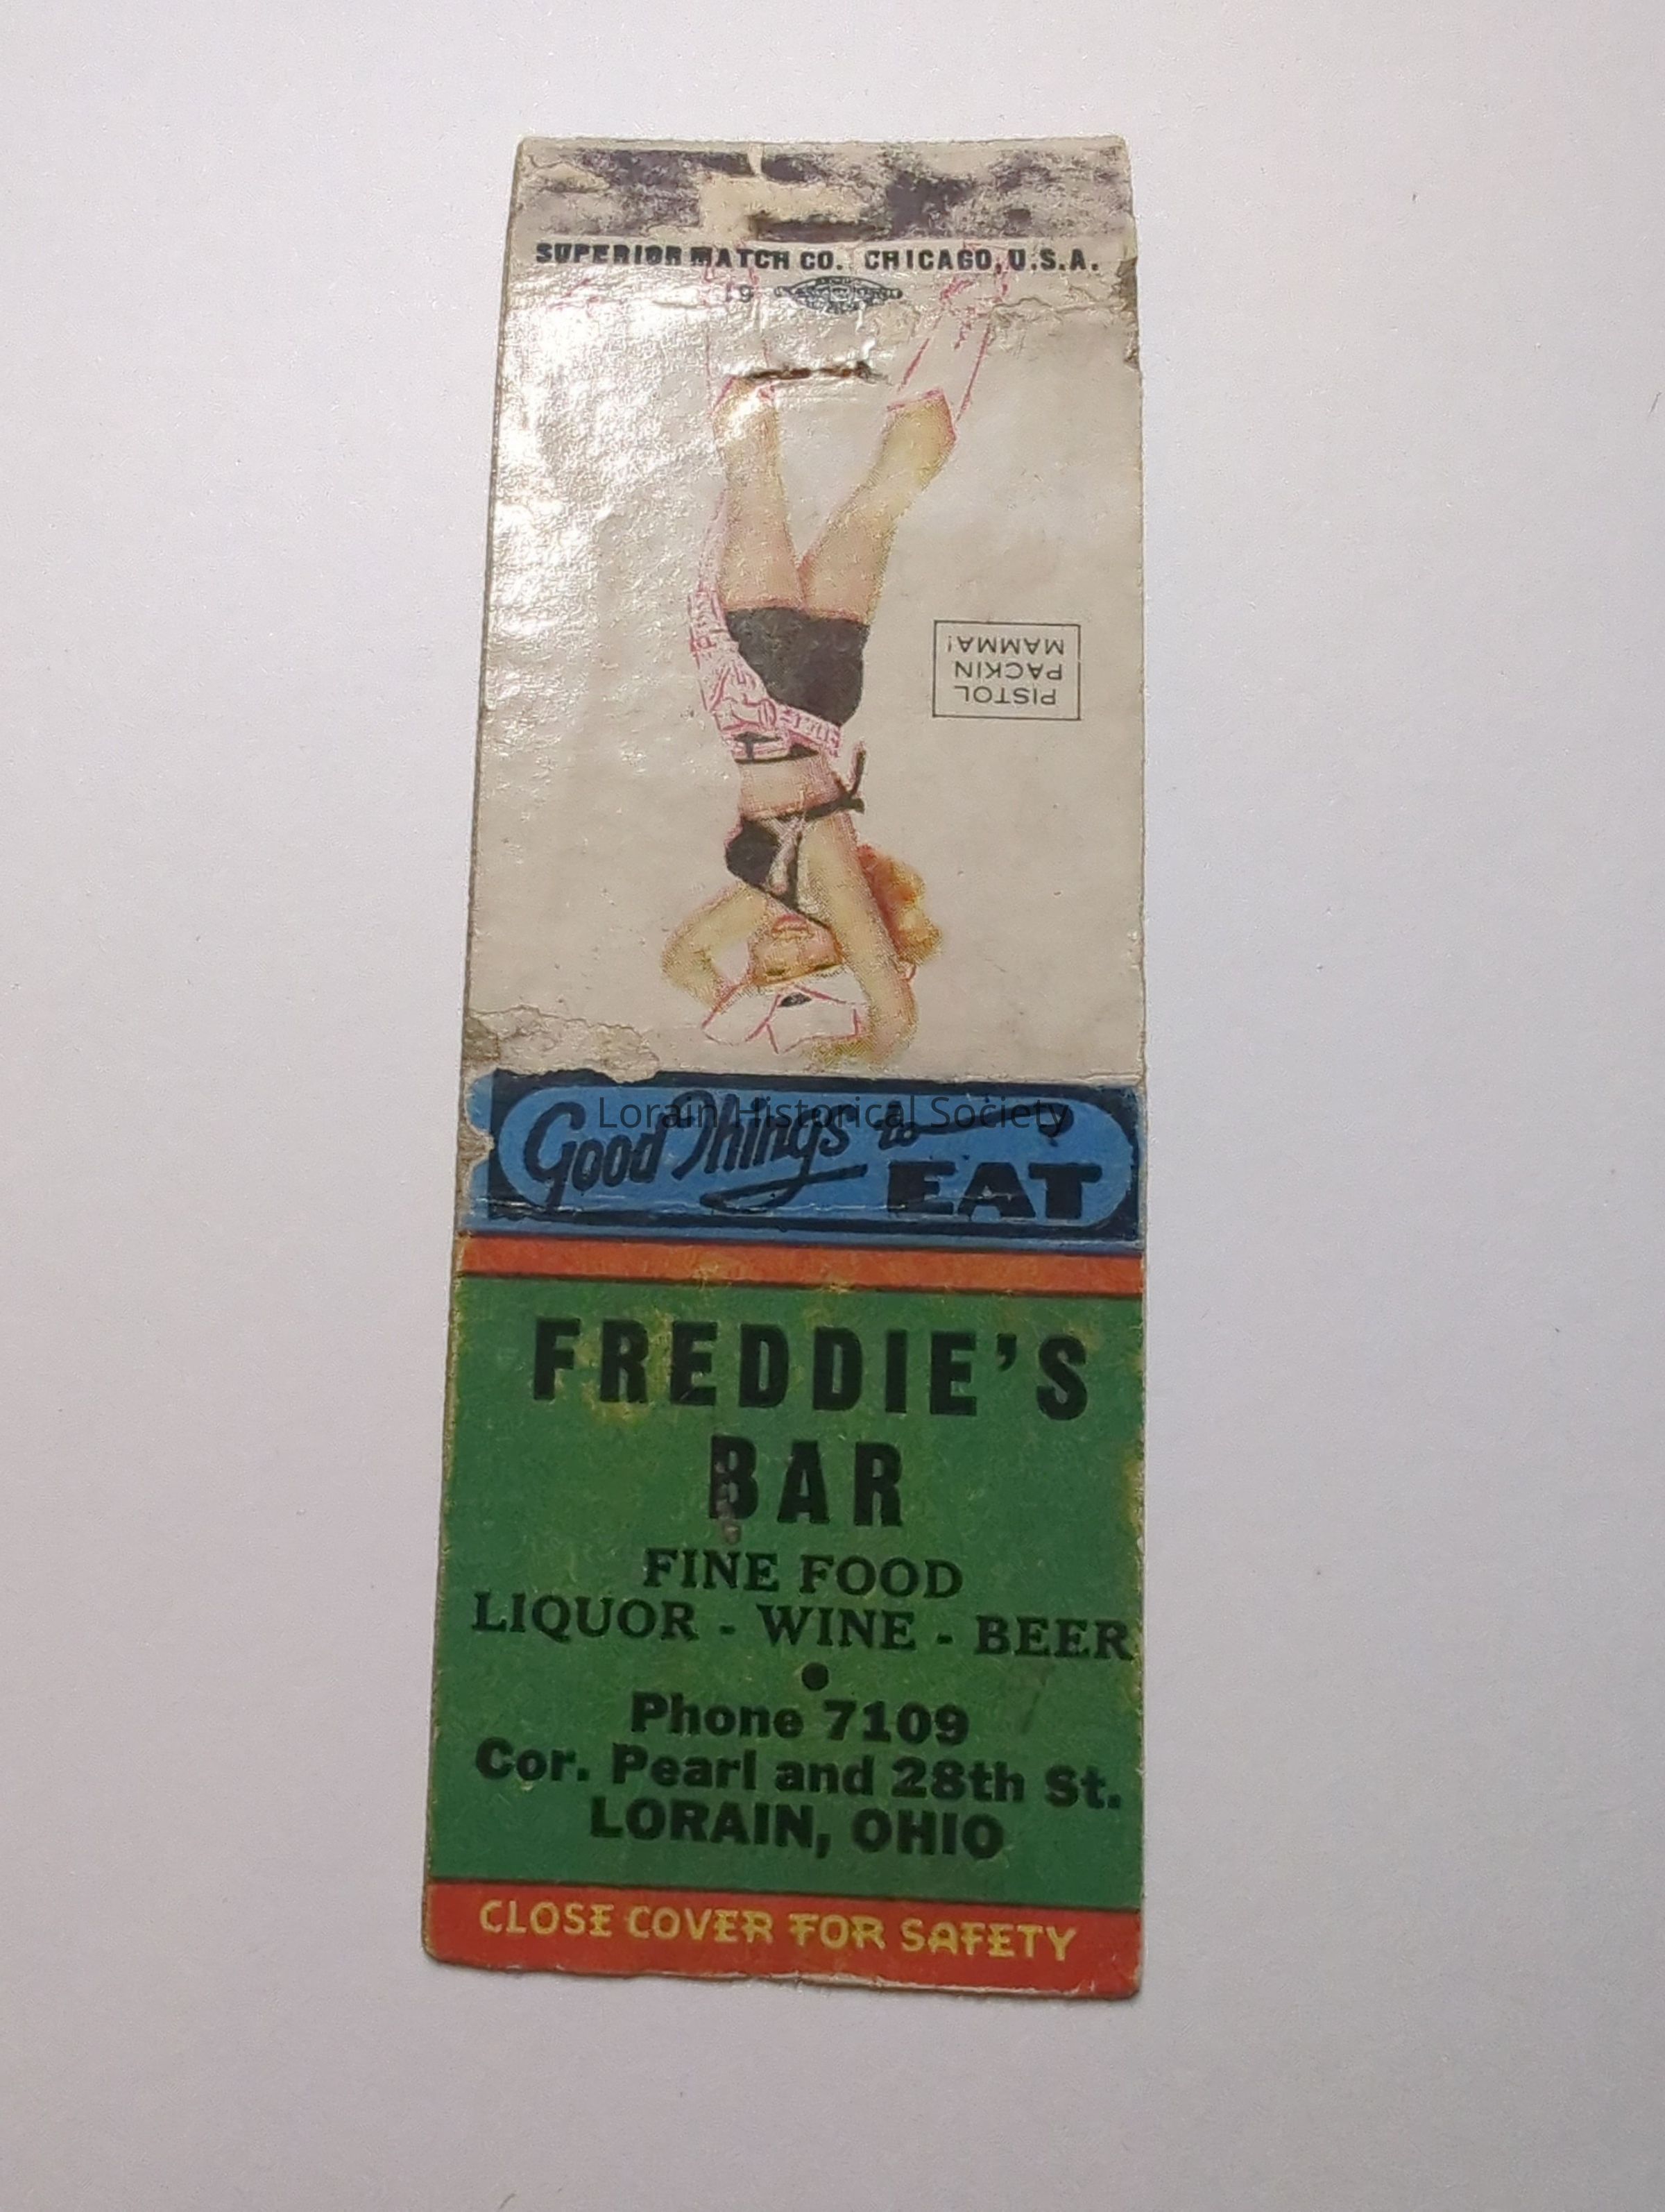 SUPERIOR MATCH CO. CHICAGO, U.S.A.
19
PISTOL
PACKIN
MAMMA!
Good Things to
EAT
Lorain Historical Society
FREDDIE'S
BAR
FINE FOOD
LIQUOR - WINE - BEER
Phone 7109
Cor. Pearl and 28th St.
LORAIN, OHIO
CLOSE COVER FOR SAFETY